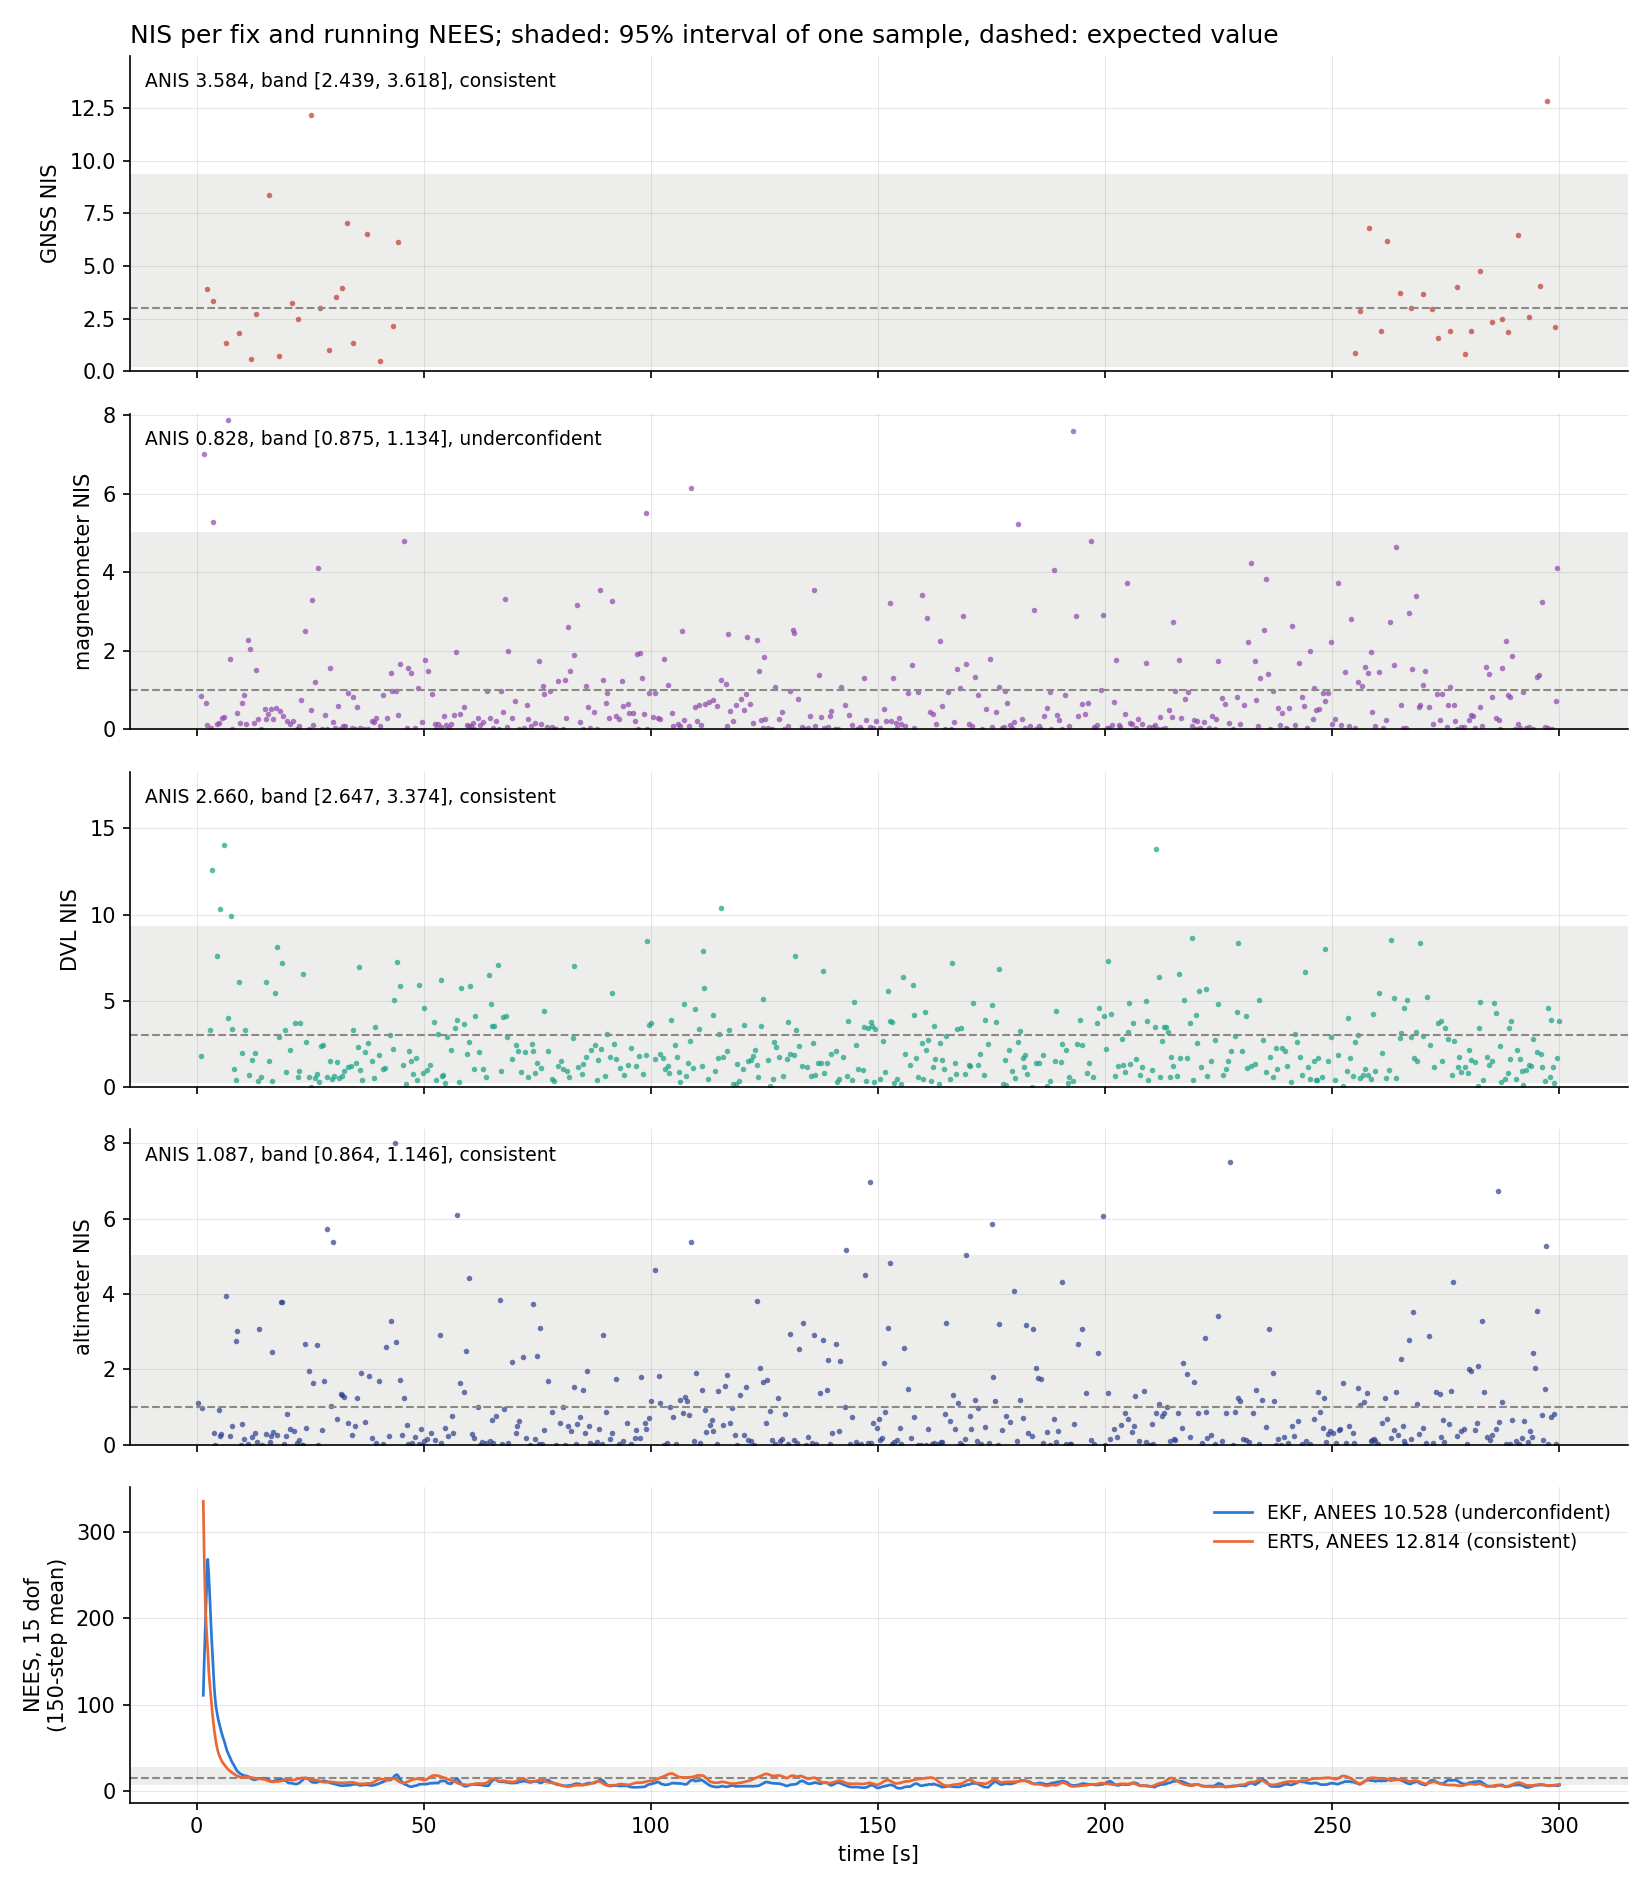 NIS per fix and running NEES; shaded: 95% interval of one sample, dashed: expected value
ANIS 3.584, band [2.439, 3.618], consistent
GNSS NIS
12.5
10.0
7.5
5.0
2.5
0.0
ANIS 0.828, band [0.875, 1.134], underconfident
magnetometer NIS
8
6
4
2
0
ANIS 2.660, band [2.647, 3.374], consistent
DVL NIS
15
10
5
0
ANIS 1.087, band [0.864, 1.146], consistent
altimeter NIS
8
6
4
2
0
EKF, ANEES 10.528 (underconfident)
ERTS, ANEES 12.814 (consistent)
NEES, 15 dof
(150-step mean)
300
200
100
0
0 50 100 150 200 250 300
time [s]